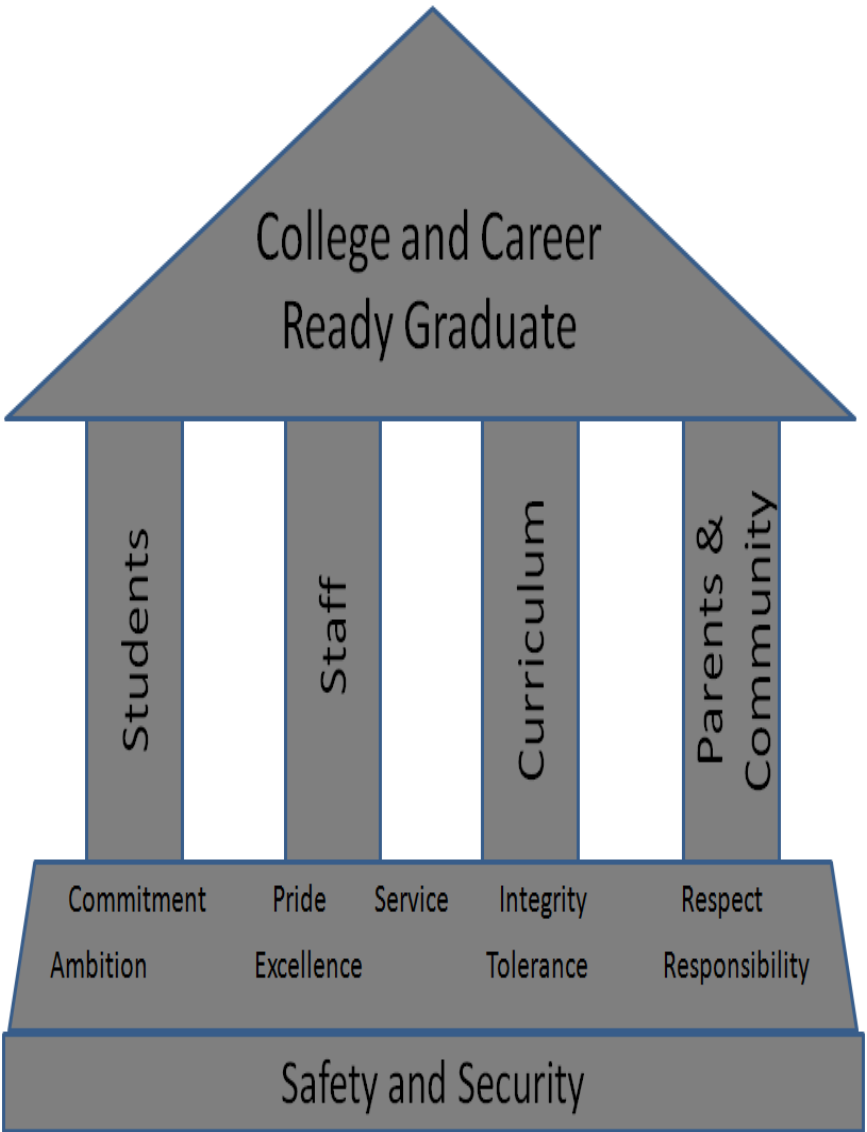 College and Career
Ready Graduate
Students
Staff
Curriculum
Parents &
Community
Commitment Pride Service Integrity Respect
Ambition Excellence Tolerance Responsibility
Safety and Security